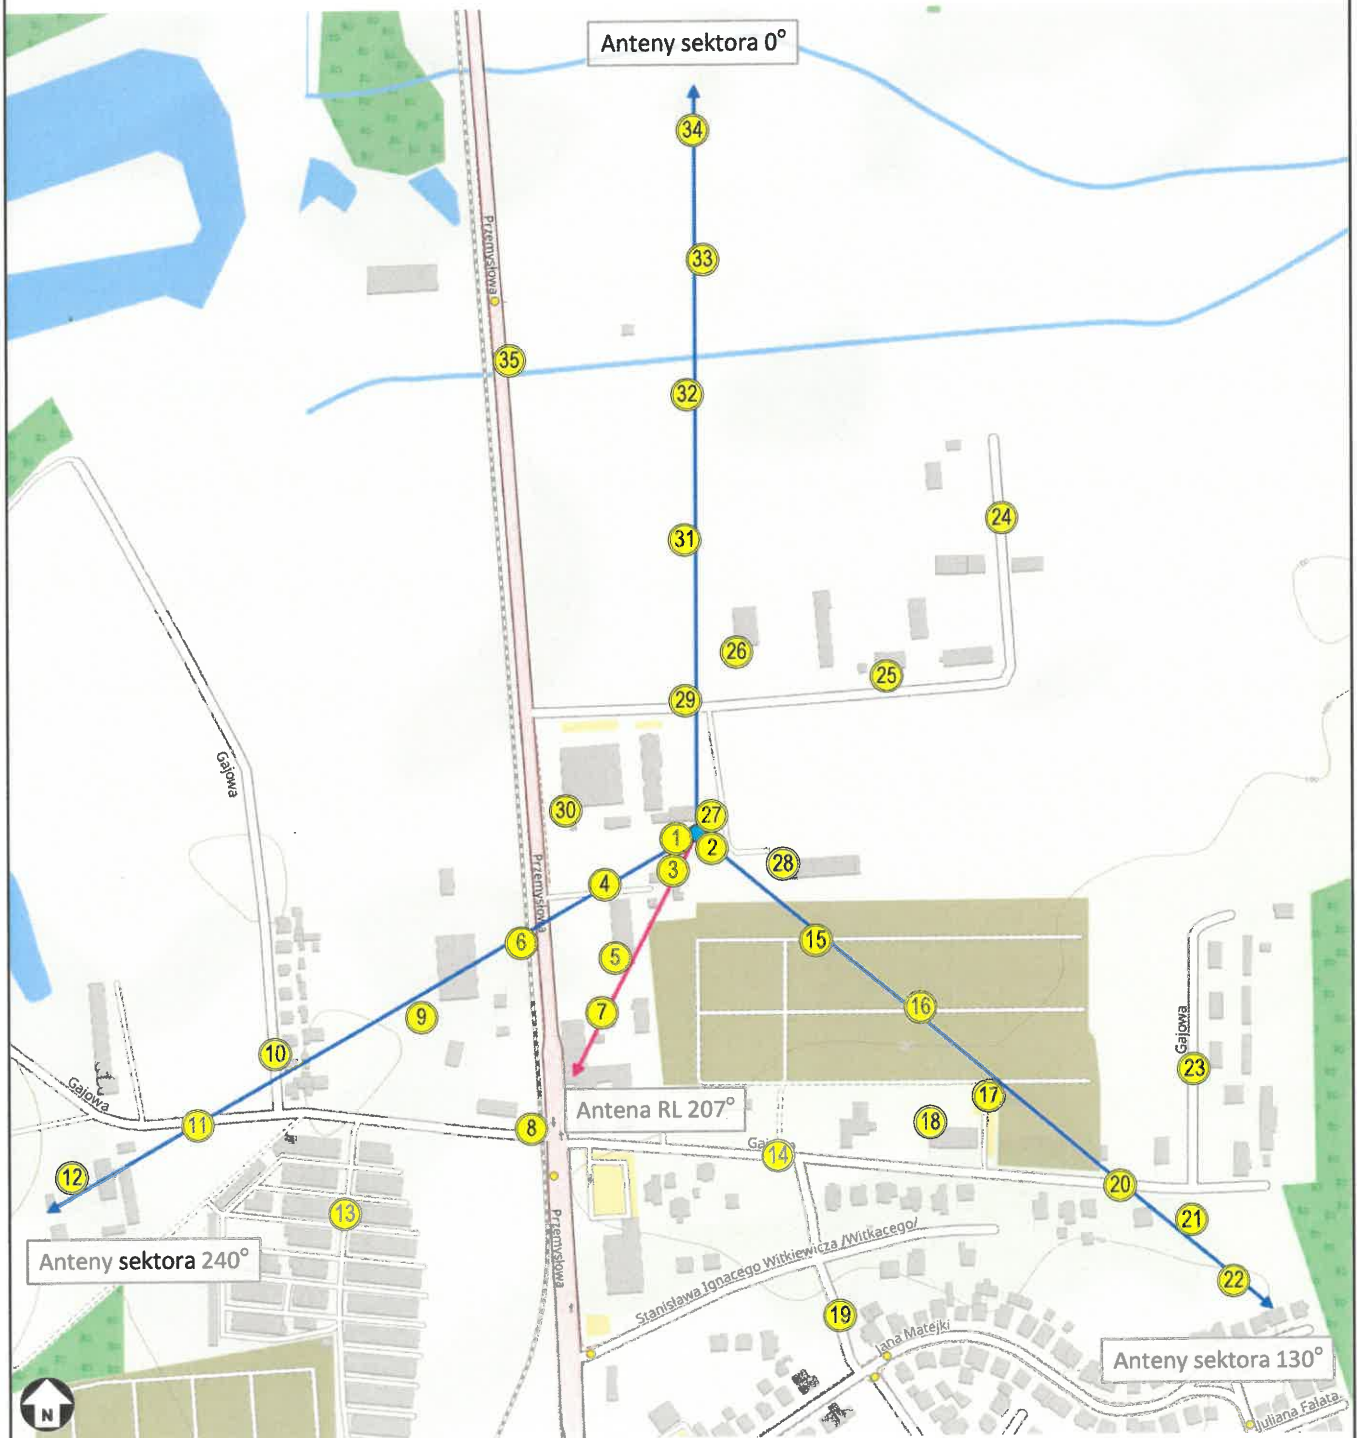 Anteny sektora 0°
34
Przemysłowa
33
35
32
24
31
26
25
29
Gajowa
30
27
1
2
Przemysłowa
28
3
4
15
6
5
16
7
9
Gajowa
10
23
Gajowa
17
Antena RL 207°
11
18
8
14
12
20
13
21
Przemysłowa
Stanisława Ignacego Witkiewicza /Witkacego/
Anteny sektora 240°
22
19
Jana Matejki
Anteny sektora 130°
N
Juliana Fałata